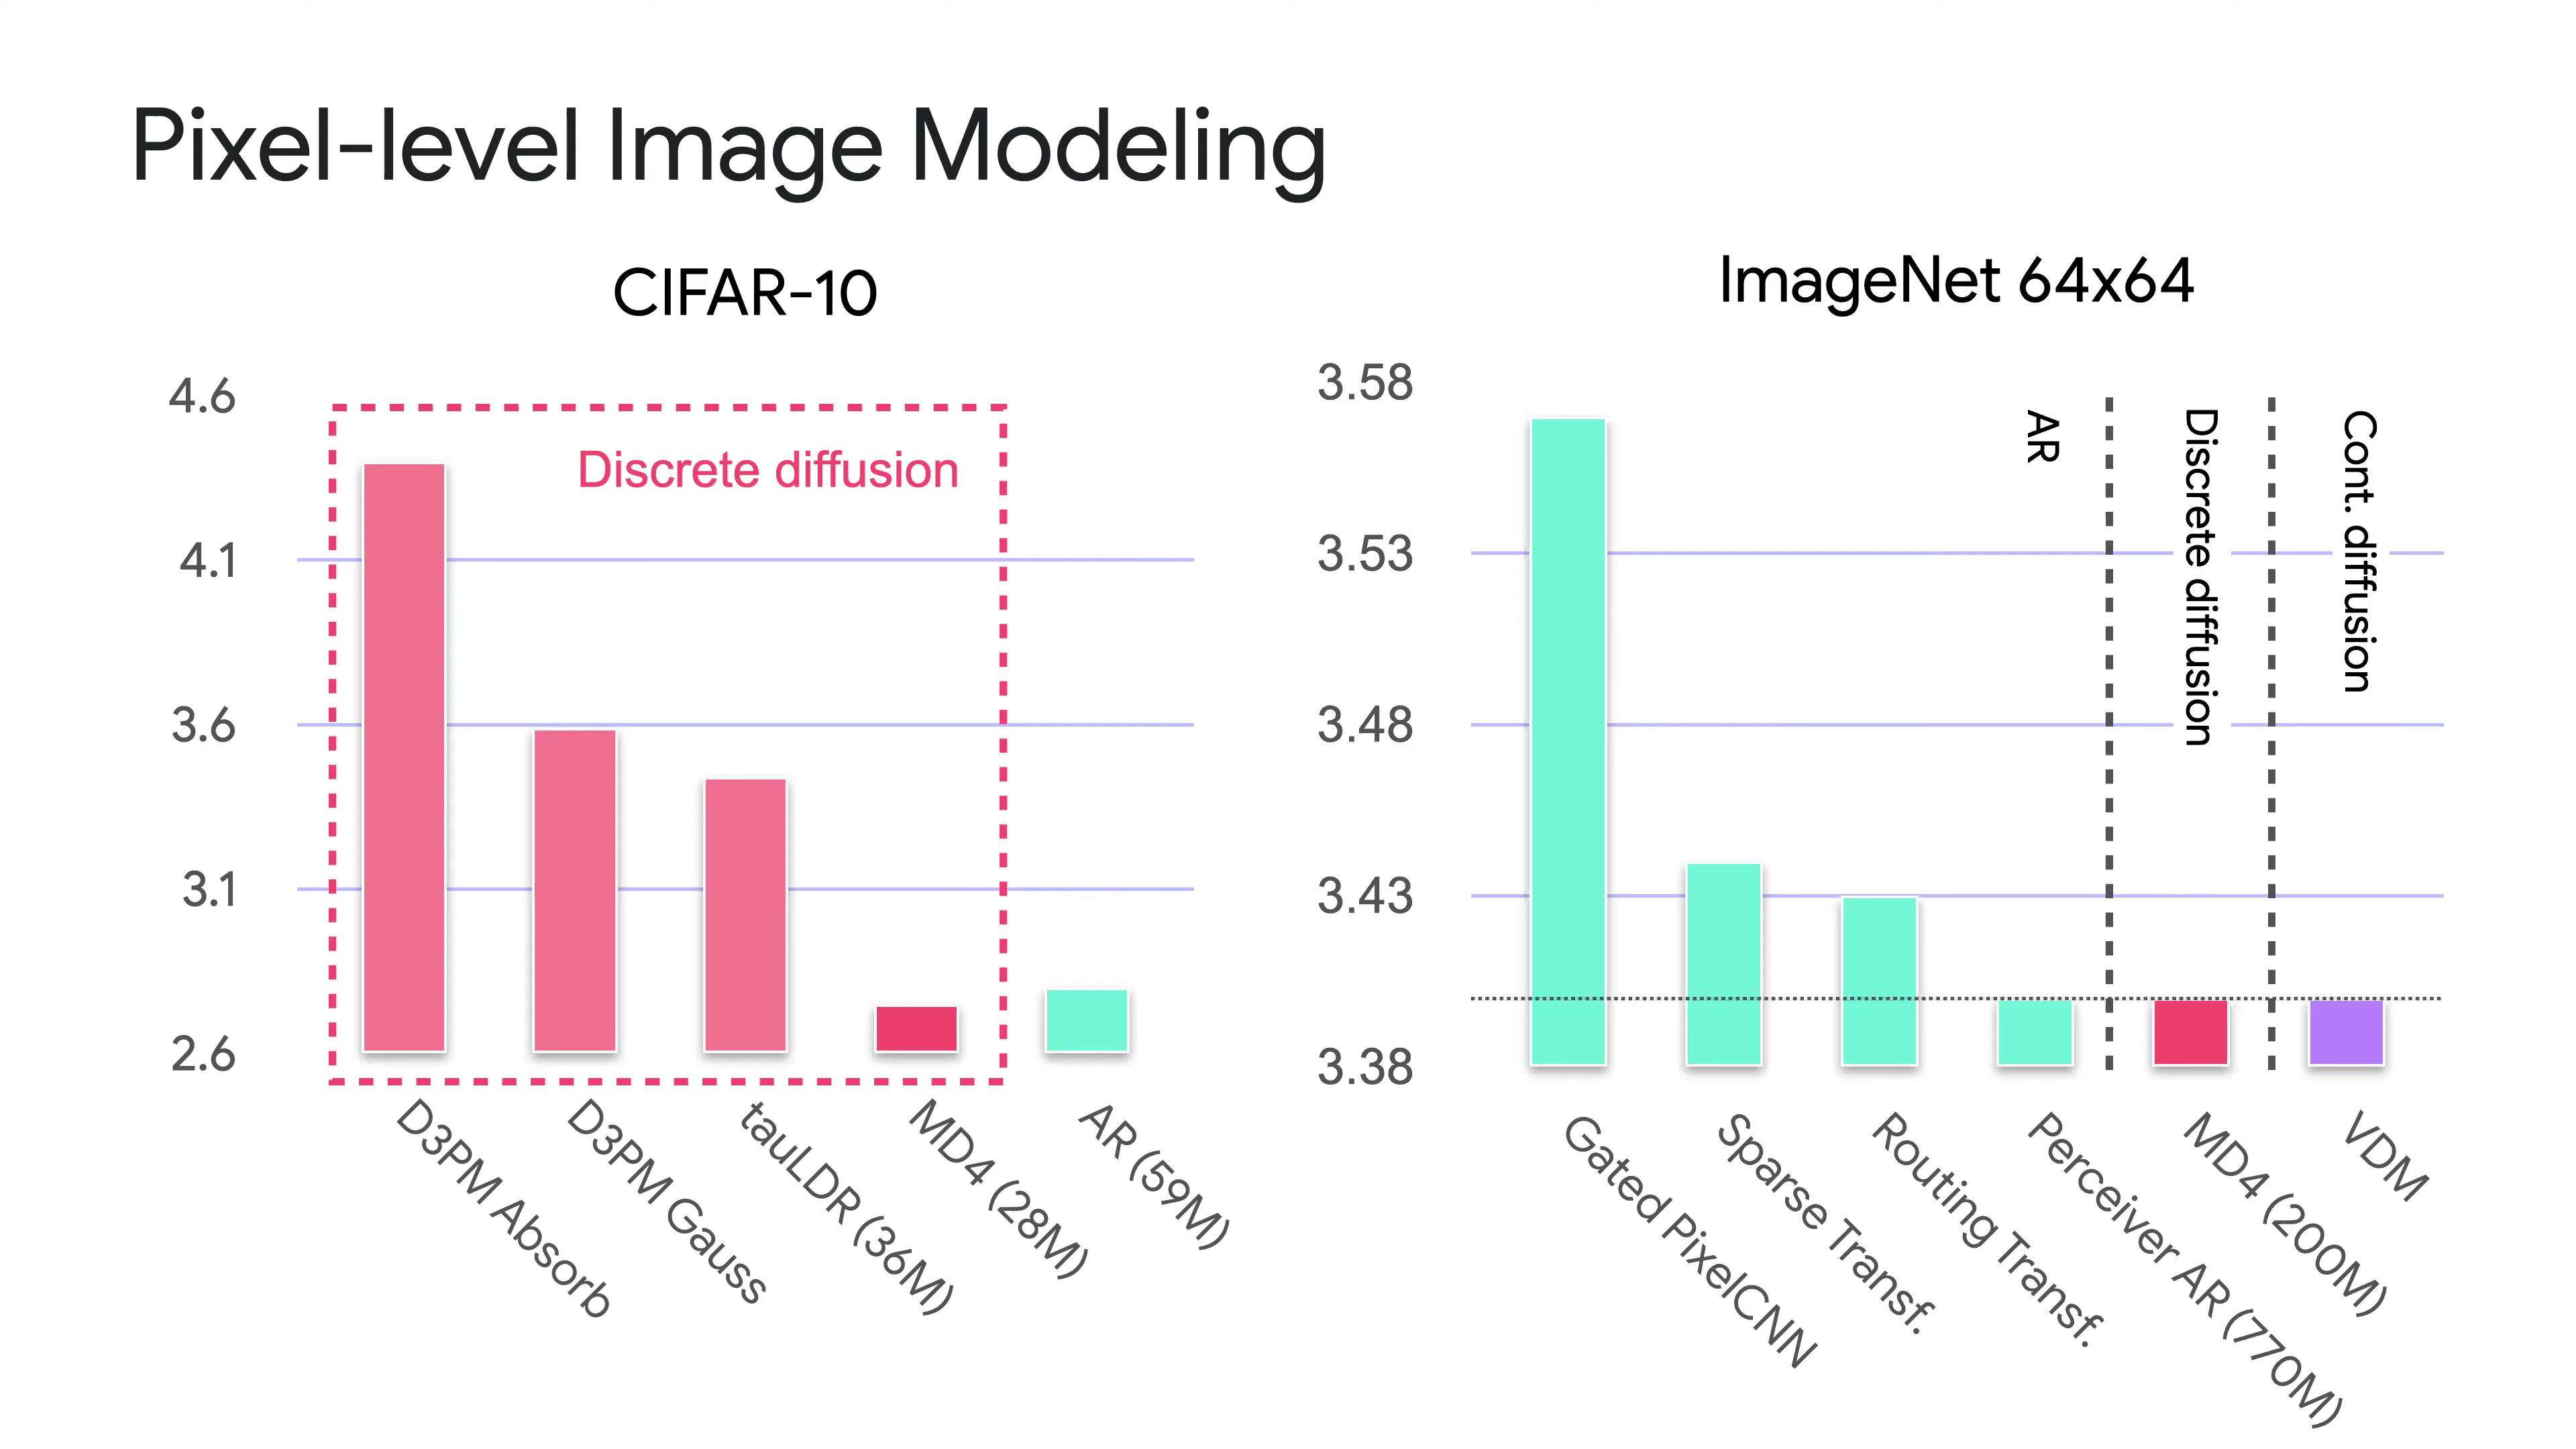 Pixel-level Image Modeling
CIFAR-10
4.6
4.1
3.6
3.1
2.6
Discrete diffusion
D3PM Absorb
D3PM Gauss
tauLDR (36M)
MD4 (28M)
AR (59M)
ImageNet 64x64
3.58
3.53
3.48
3.43
3.38
AR
Discrete diffusion
Cont. diffusion
Gated PixelCNN
Sparse Transf.
Routing Transf.
Perceiver AR (770M)
MD4 (200M)
VDM